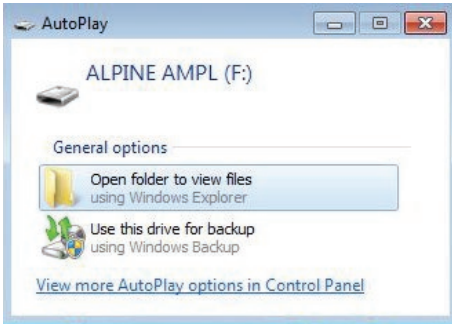 AutoPlay
ALPINE AMPL (F:)
General options
Open folder to view files
using Windows Explorer
Use this drive for backup
using Windows Backup
View more AutoPlay options in Control Panel